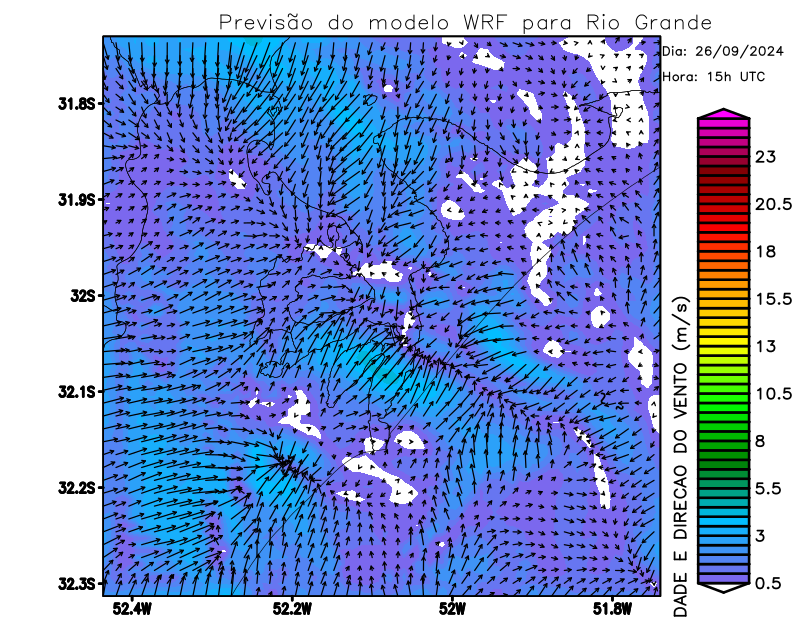 Previsão do modelo WRF para Rio Grande
Dia: 26/09/2024
Hora: 15h UTC
31.8S
31.9S
32S
32.1S
32.2S
32.3S
52.4W
52.2W
52W
51.8W
23
20.5
18
15.5
13
10.5
8
5.5
3
0.5
DADE E DIRECAO DO VENTO (m/s)